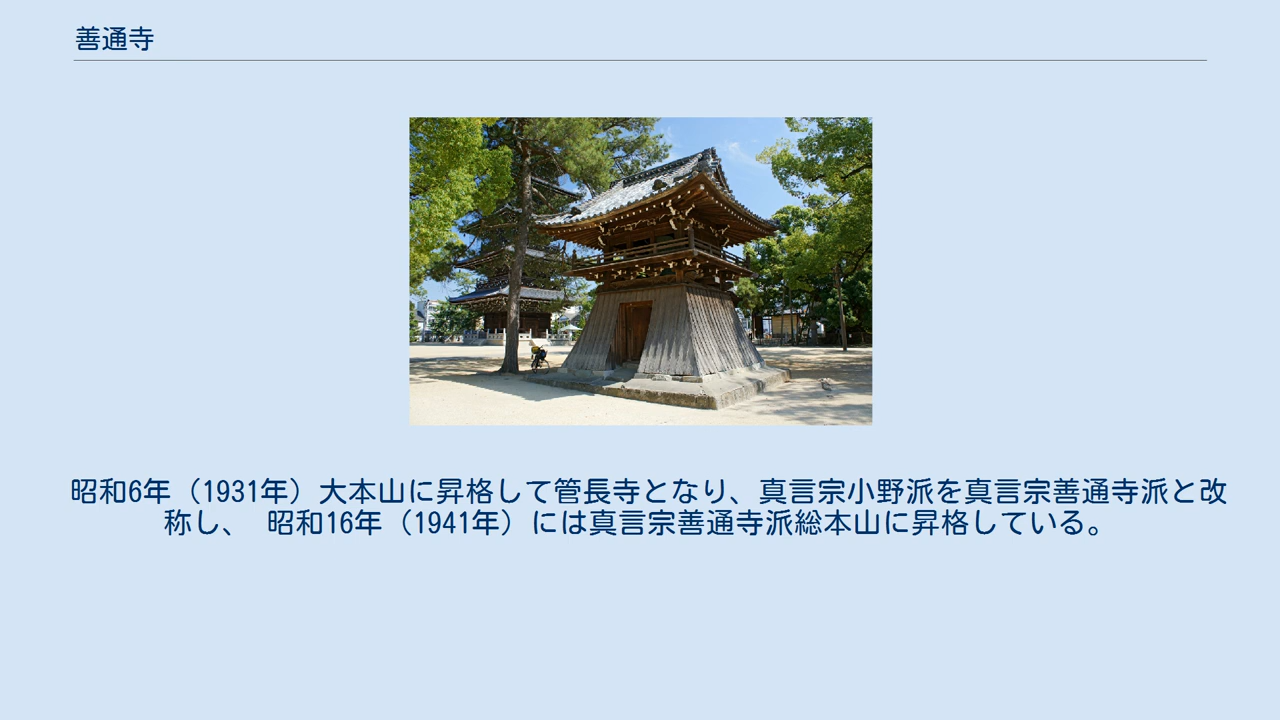 善通寺
昭和6年（1931年）大本山に昇格して管長寺となり、真言宗小野派を真言宗善通寺派と改
称し、 昭和16年（1941年）には真言宗善通寺派総本山に昇格している。